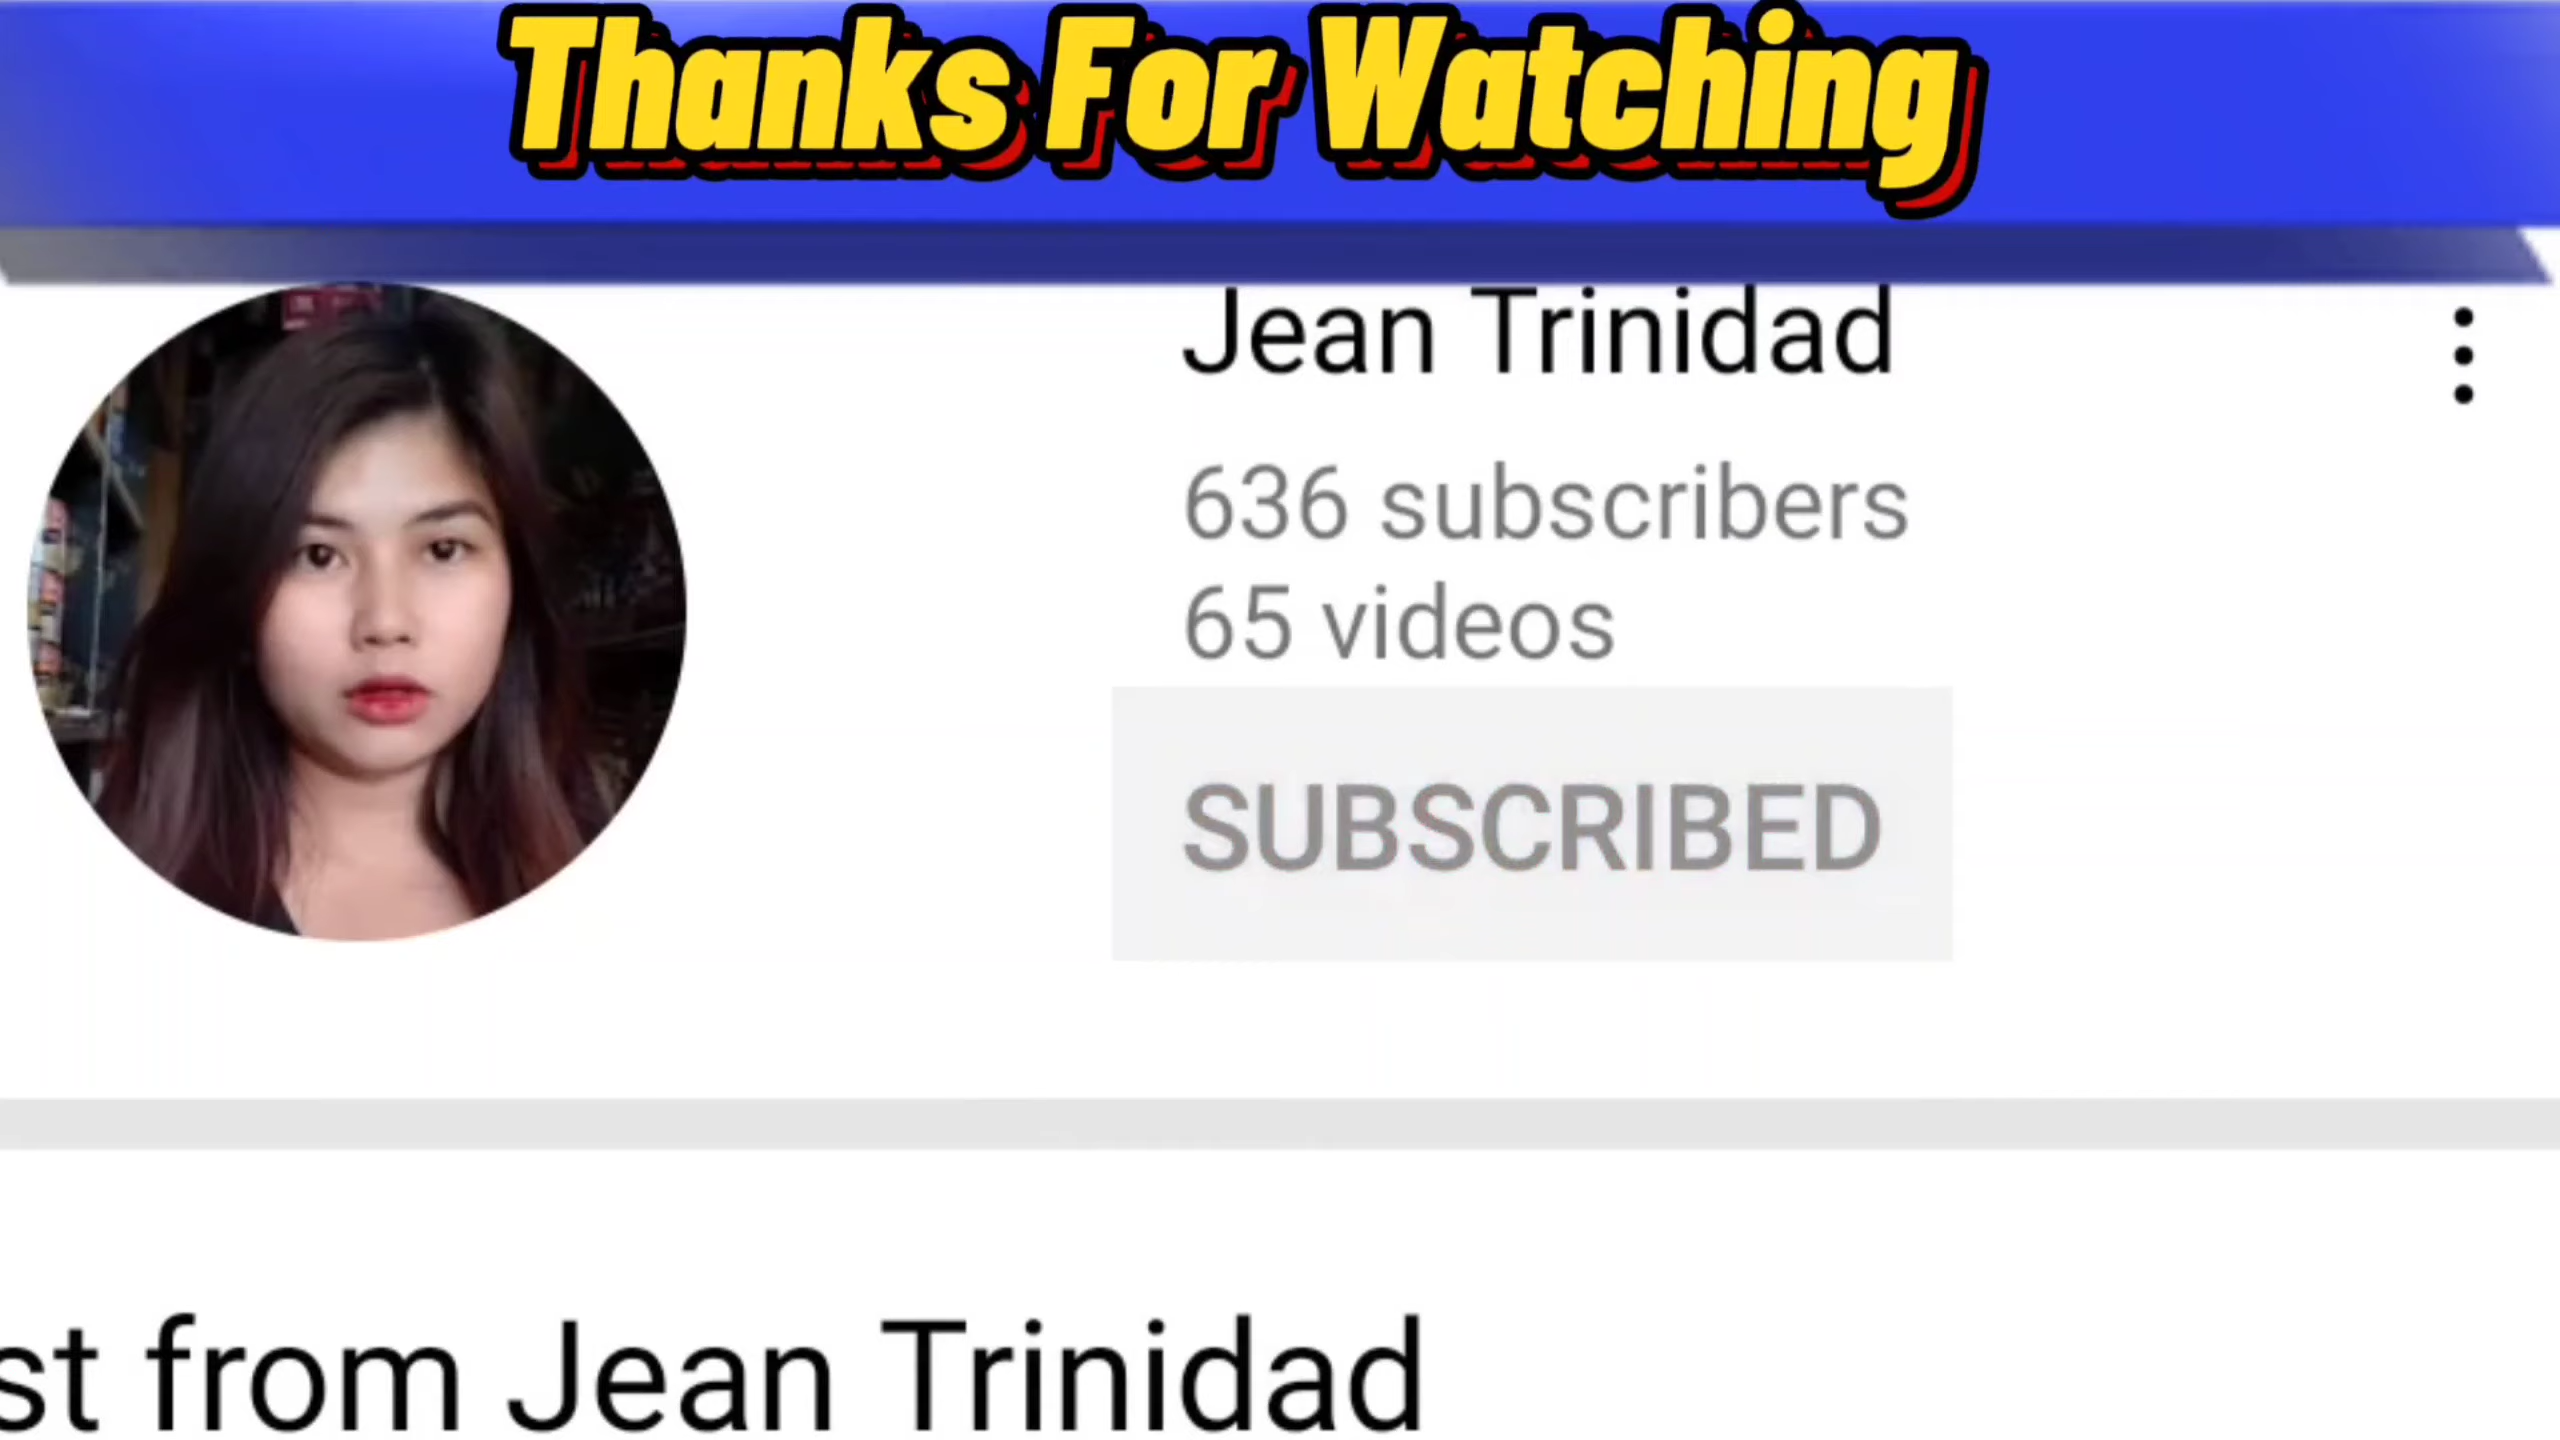 Thanks For Watching
Jean Trinidad
636 subscribers
65 videos
SUBSCRIBED
st from Jean Trinidad